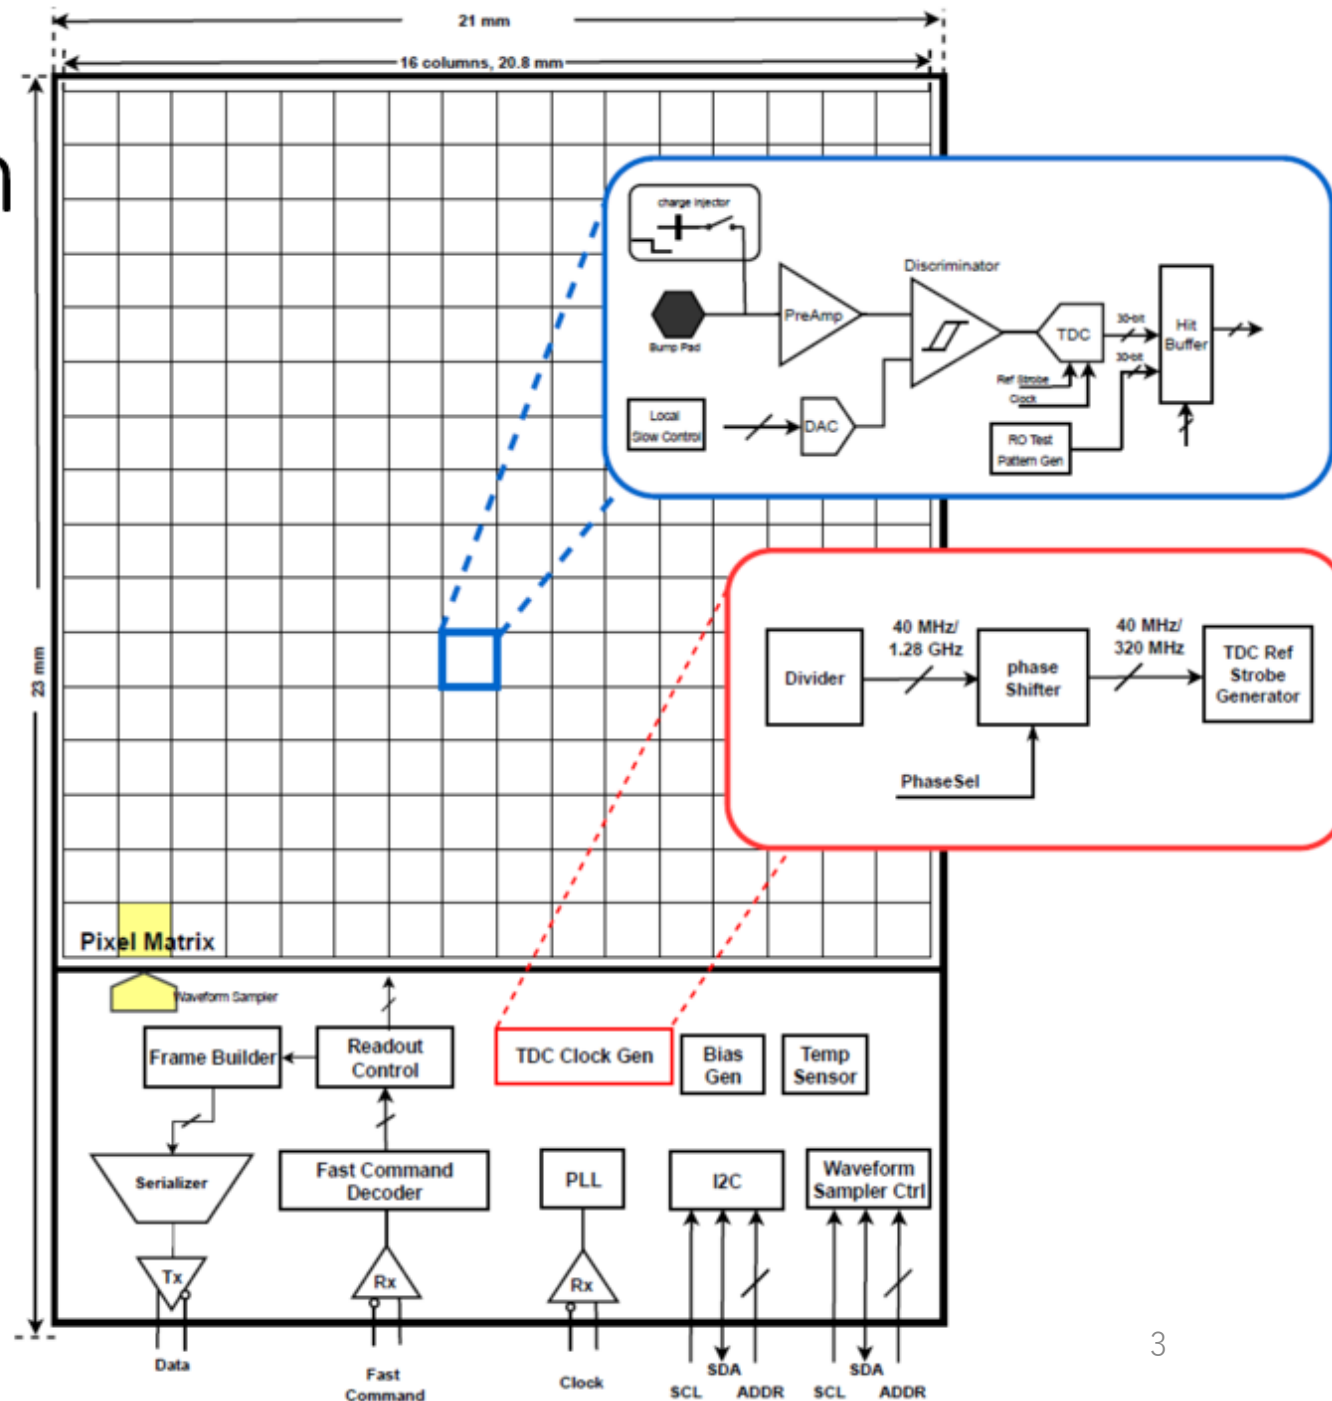 21 mm
16 columns, 20.8 mm
n
23 mm
charge injector
Bump Pad
PreAmp
Discriminator
TDC
30-bit
30-bit
Hit
Buffer
Ref Strobe
Clock
Local
Slow Control
DAC
RO Test
Pattern Gen
Divider
40 MHz/
1.28 GHz
phase
Shifter
40 MHz/
320 MHz
TDC Ref
Strobe
Generator
PhaseSel
Pixel Matrix
Waveform Sampler
Frame Builder
Readout
Control
TDC Clock Gen
Bias
Gen
Temp
Sensor
Serializer
Fast Command
Decoder
PLL
I2C
Waveform
Sampler Ctrl
Tx
Rx
Rx
Data
Fast
Command
Clock
SCL
SDA
ADDR
SCL
SDA
ADDR
3